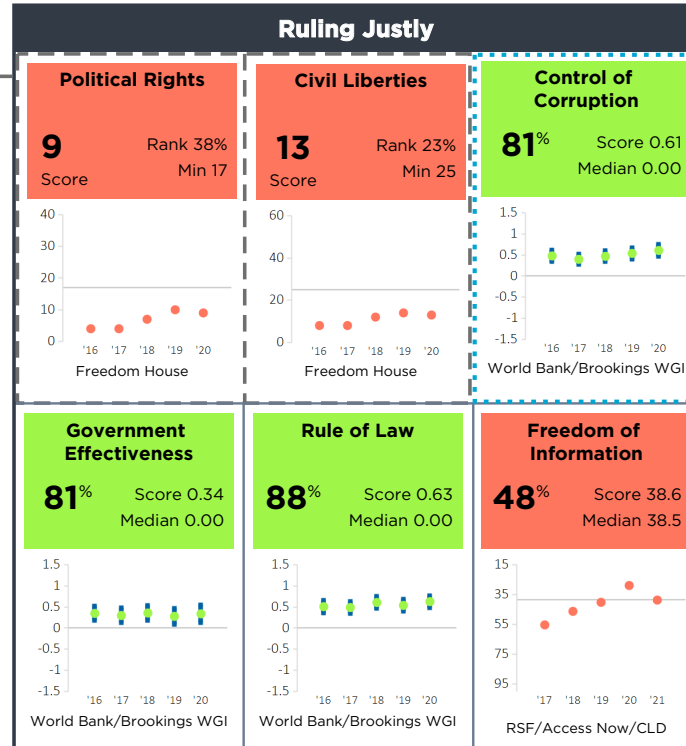 Ruling Justly
Political Rights
9
Score
Rank 38%
Min 17
40
30
20
10
0
'16 '17 '18 '19 '20
Freedom House
Civil Liberties
13
Score
Rank 23%
Min 25
60
40
20
0
'16 '17 '18 '19 '20
Freedom House
Control of
Corruption
81%
Score 0.61
Median 0.00
1.5
1
0.5
0
-0.5
-1
-1.5
'16 '17 '18 '19 '20
World Bank/Brookings WGI
Government
Effectiveness
81%
Score 0.34
Median 0.00
1.5
1
0.5
0
-0.5
-1
-1.5
'16 '17 '18 '19 '20
World Bank/Brookings WGI
Rule of Law
88%
Score 0.63
Median 0.00
1.5
1
0.5
0
-0.5
-1
-1.5
'16 '17 '18 '19 '20
World Bank/Brookings WGI
Freedom of
Information
48%
Score 38.6
Median 38.5
15
35
55
75
95
'17 '18 '19 '20 '21
RSF/Access Now/CLD